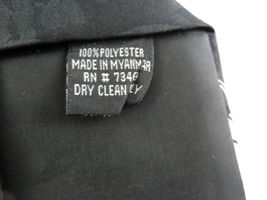 100% POLYESTER
MADE IN MYANMAR
RN # 7346
DRY CLEAN